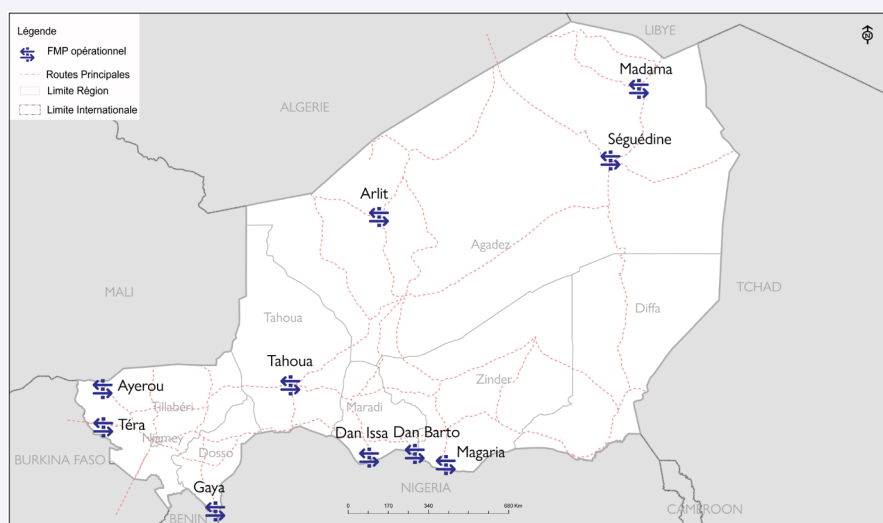 Légende
FMP opérationnel
Routes Principales
Limite Région
Limite Internationale
N
LIBYE
ALGERIE
Madama
Séguédine
Arlit
Agadez
MALI
TCHAD
Tahoua
Diffa
Tahoua
Zinder
Ayerou
Tillabéri
Maradi
Téra
Niamey
Dan Issa
Dan Barto
Dosso
Magaria
BURKINA FASO
Gaya
NIGERIA
BENIN
0 170 340 680 Km
CAMEROON